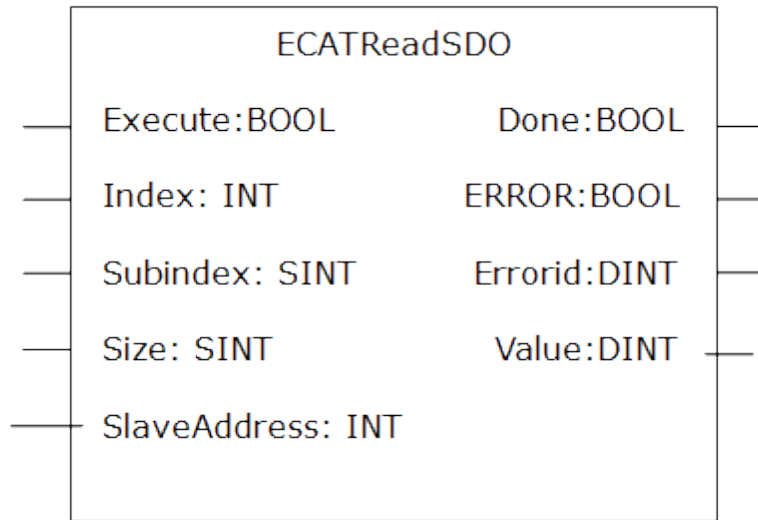 ECATReadSDO
Execute:BOOL Done:BOOL
Index: INT ERROR:BOOL
Subindex: SINT Errorid:DINT
Size: SINT Value:DINT
SlaveAddress: INT